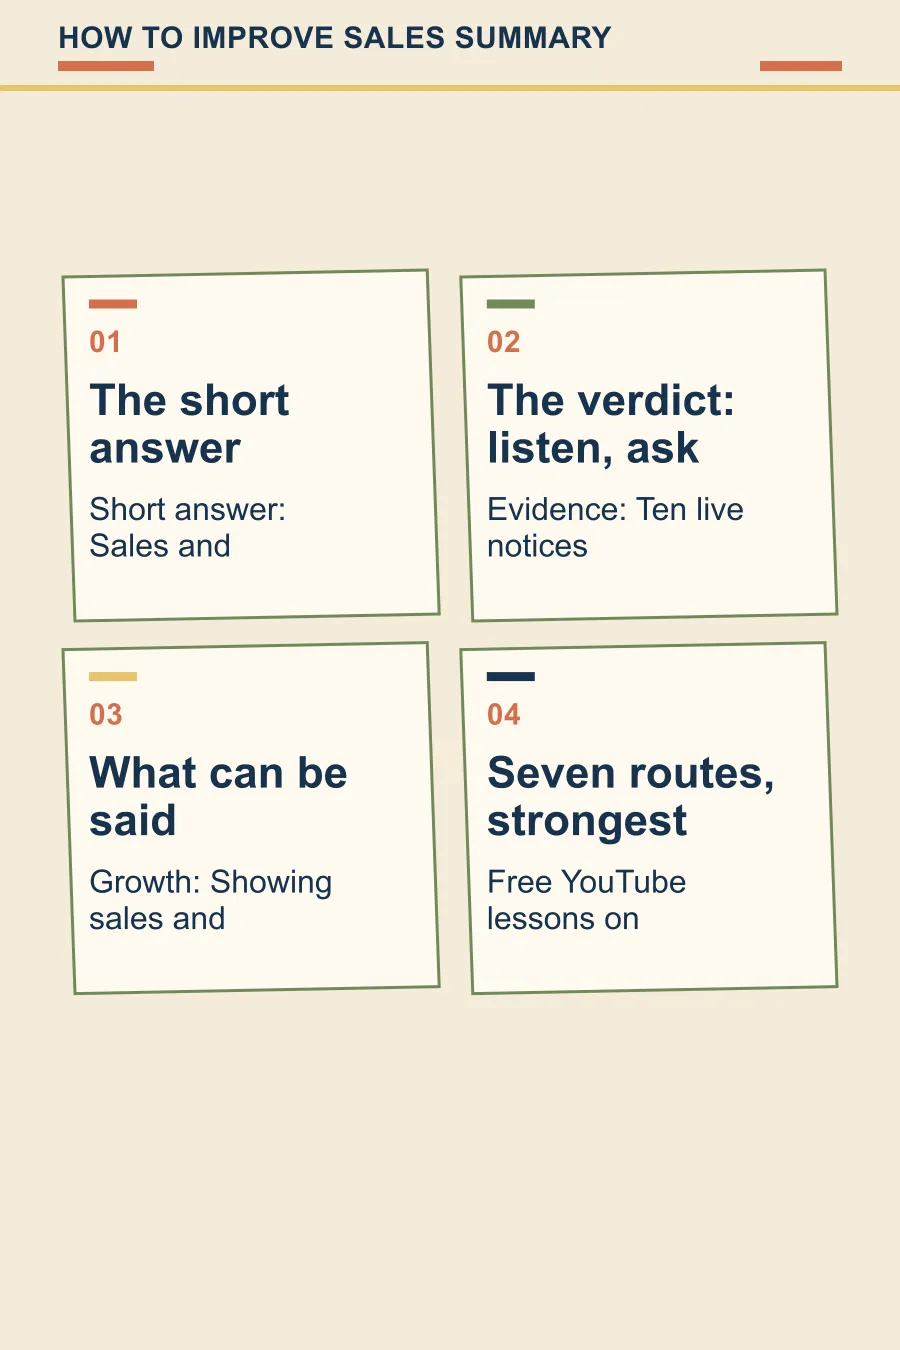 HOW TO IMPROVE SALES SUMMARY
01
The short
answer
Short answer:
Sales and
02
The verdict:
listen, ask
Evidence: Ten live
notices
03
What can be
said
Growth: Showing
sales and
04
Seven routes,
strongest
Free YouTube
lessons on